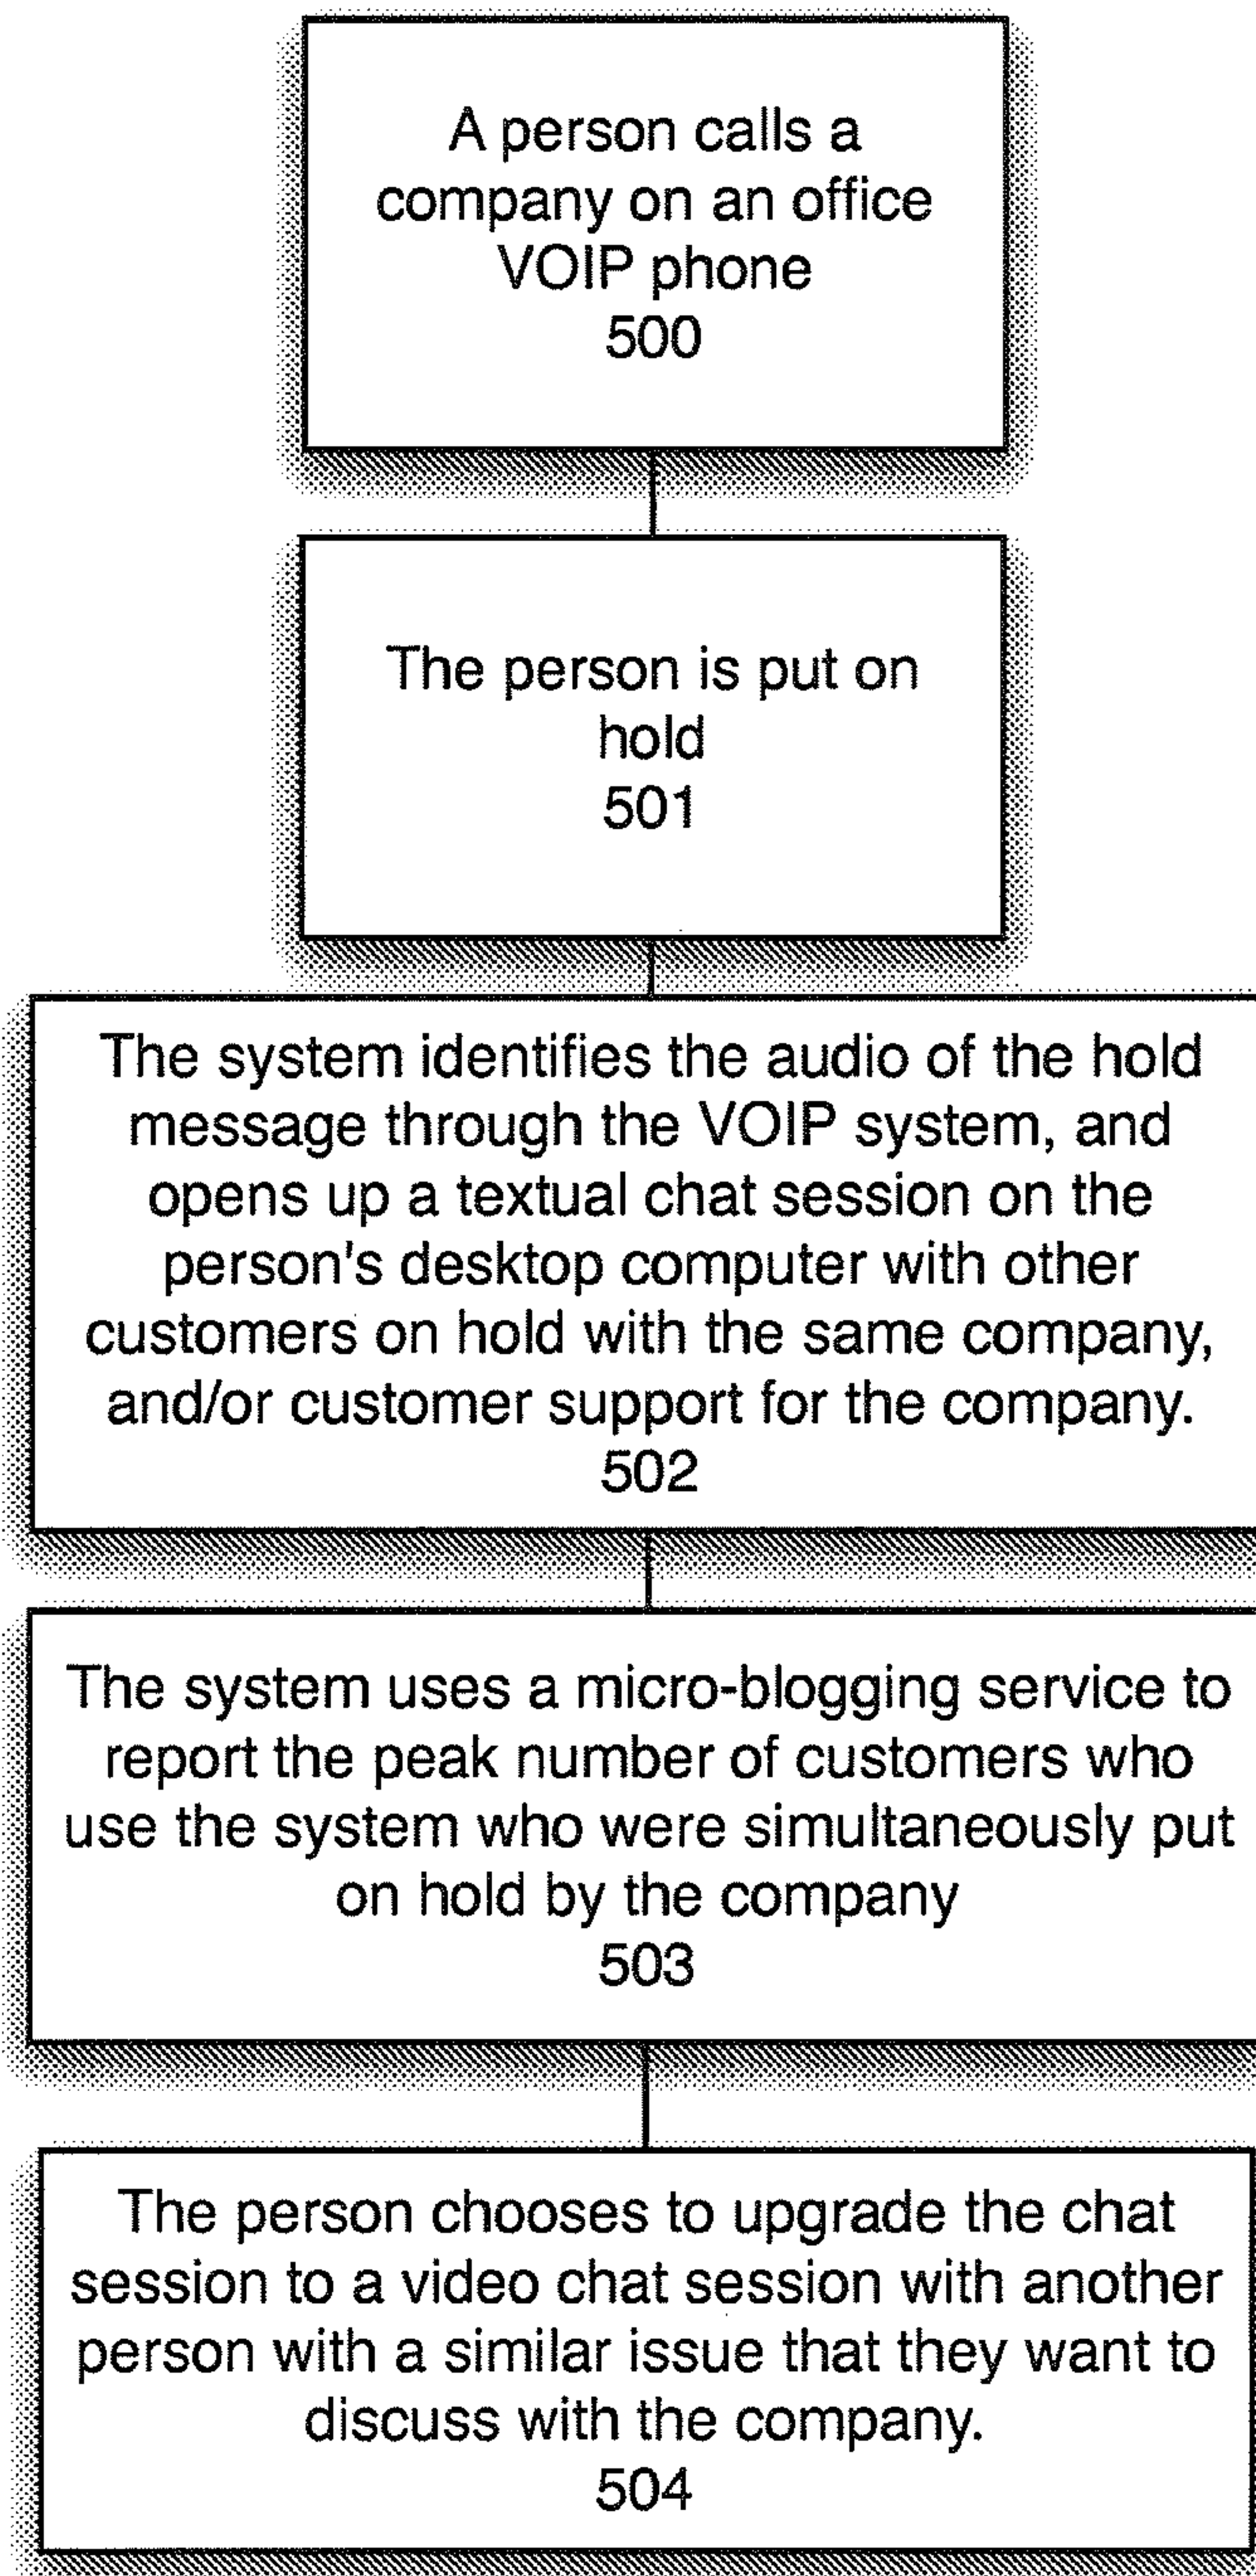 A person calls a
company on an office
VOIP phone
500
The person is put on
hold
501
The system identifies the audio of the hold
message through the VOIP system, and
opens up a textual chat session on the
person's desktop computer with other
customers on hold with the same company,
and/or customer support for the company.
502
The system uses a micro-blogging service to
report the peak number of customers who
use the system who were simultaneously put
on hold by the company
503
The person chooses to upgrade the chat
session to a video chat session with another
person with a similar issue that they want to
discuss with the company.
504